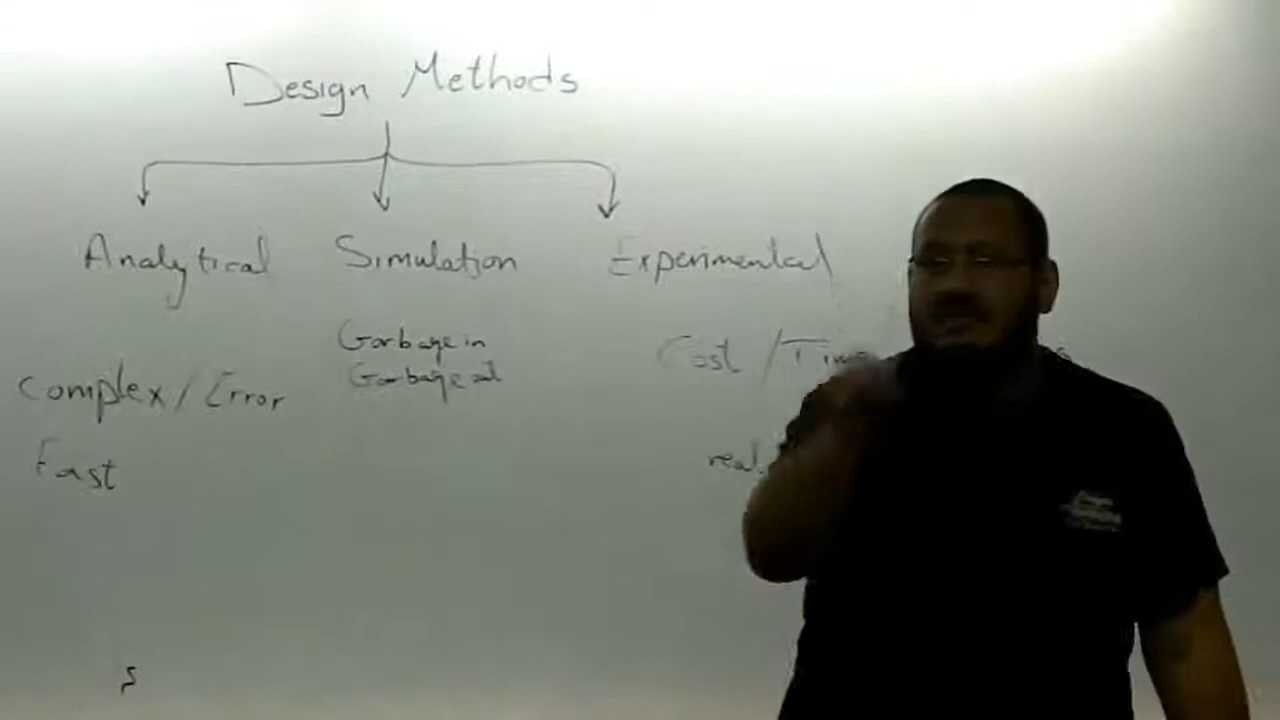 Design Methods
Analytical Simulation Experimental
Garbage in
Garbage out
Cost / Time
Complex / Error
Fast
real